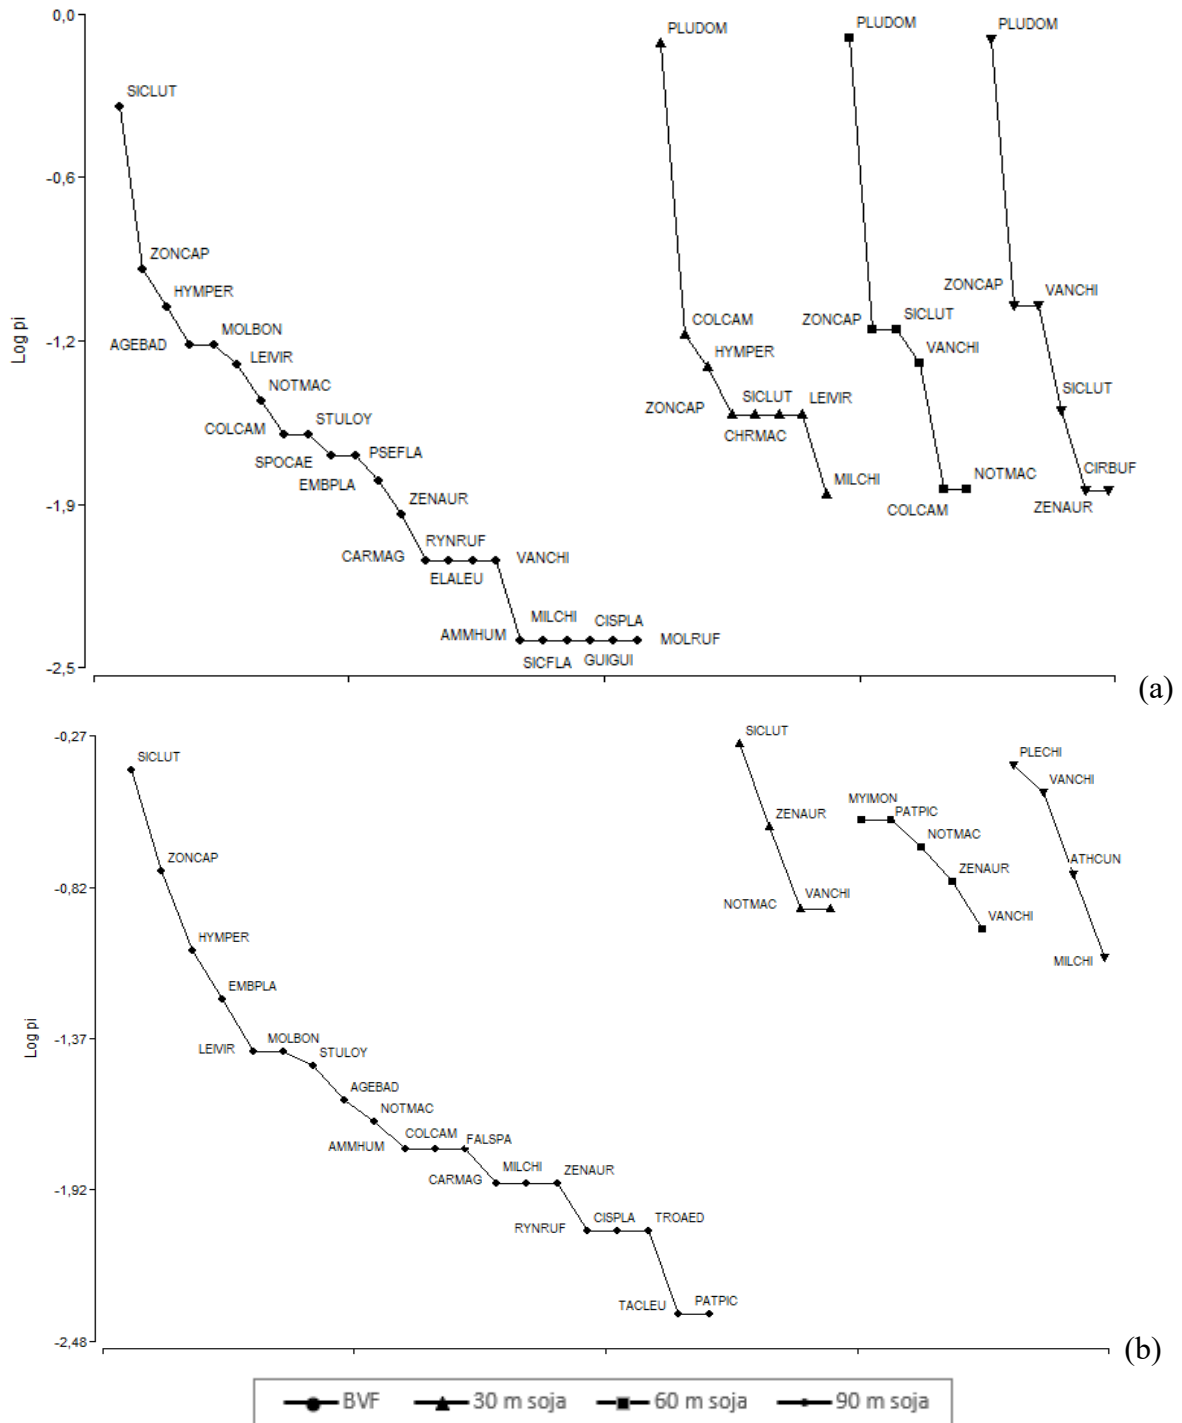 0,0
PLUDOM
PLUDOM
PLUDOM
SICLUT
-0,6
ZONCAP
ZONCAP
VANCHI
HYMPER
COLCAM
ZONCAP
SICLUT
Log pi
-1,2
AGEBAD
MOLBON
HYMPER
VANCHI
LEIVIR
SICLUT
NOTMAC
ZONCAP
SICLUT
LEIVIR
COLCAM
STULOY
CHRMAC
SPOCAE
PSEFLA
EMBPLA
MILCHI
NOTMAC
CIRBUF
-1,9
ZENAUR
COLCAM
ZENAUR
CARMAG
RYNRUF
VANCHI
ELALEU
AMMHUM
MILCHI
CISPLA
MOLRUF
SICFLA
GUIGUI
-2,5
(a)
-0,27
SICLUT
SICLUT
PLECHI
VANCHI
MYIMON
PATPIC
ZONCAP
ZENAUR
NOTMAC
ATHCUN
-0,82
ZENAUR
NOTMAC
VANCHI
VANCHI
HYMPER
MILCHI
EMBPLA
Log pi
-1,37
LEIVIR
MOLBON
STULOY
AGEBAD
NOTMAC
AMMHUM
COLCAM
FALSPA
CARMAG
MILCHI
ZENAUR
-1,92
RYNRUF
CISPLA
TROAED
TACLEU
PATPIC
-2,48
(b)
BVF 30 m soja 60 m soja 90 m soja